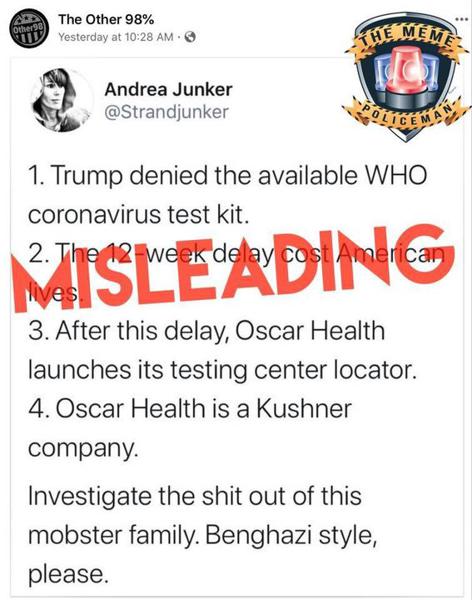 The Other 98%
Other98
Yesterday at 10:28 AM ·
THE MEME
POLICEMAN
Andrea Junker
@Strandjunker
1. Trump denied the available WHO
coronavirus test kit.
2. The 12-week delay cost American
lives.
MISLEADING
3. After this delay, Oscar Health
launches its testing center locator.
4. Oscar Health is a Kushner
company.
Investigate the shit out of this
mobster family. Benghazi style,
please.